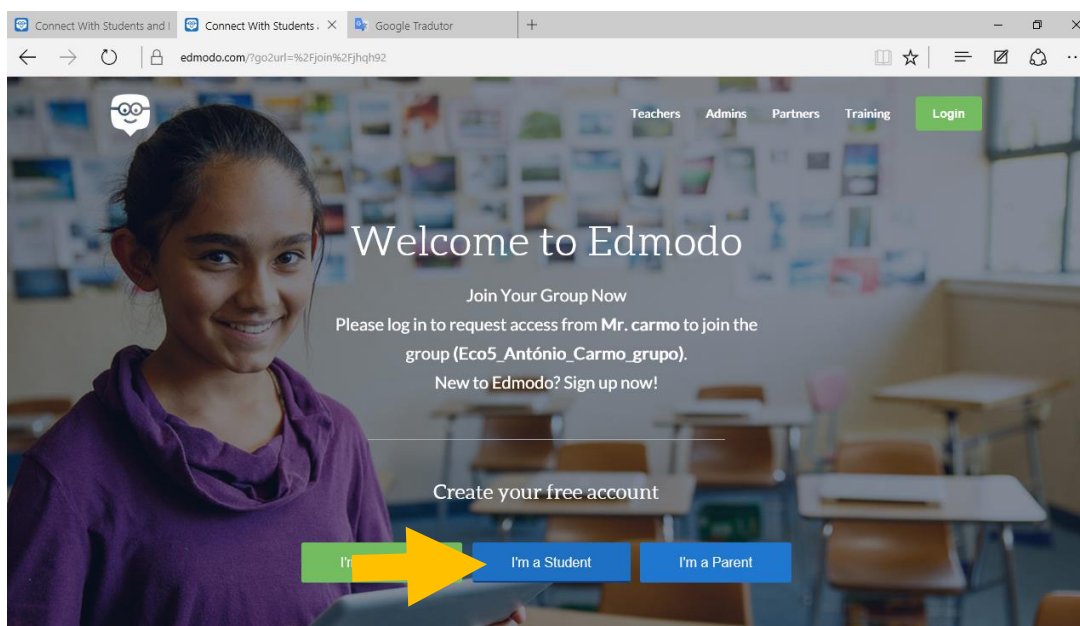 Connect With Students and I
Connect With Students
Google Tradutor
edmodo.com/?go2url=%2Fjoin%2Fjhqh92
Teachers Admins Partners Training Login
Welcome to Edmodo
Join Your Group Now
Please log in to request access from Mr. carmo to join the
group (Eco5_António_Carmo_grupo).
New to Edmodo? Sign up now!
Create your free account
I'm a Student I'm a Parent